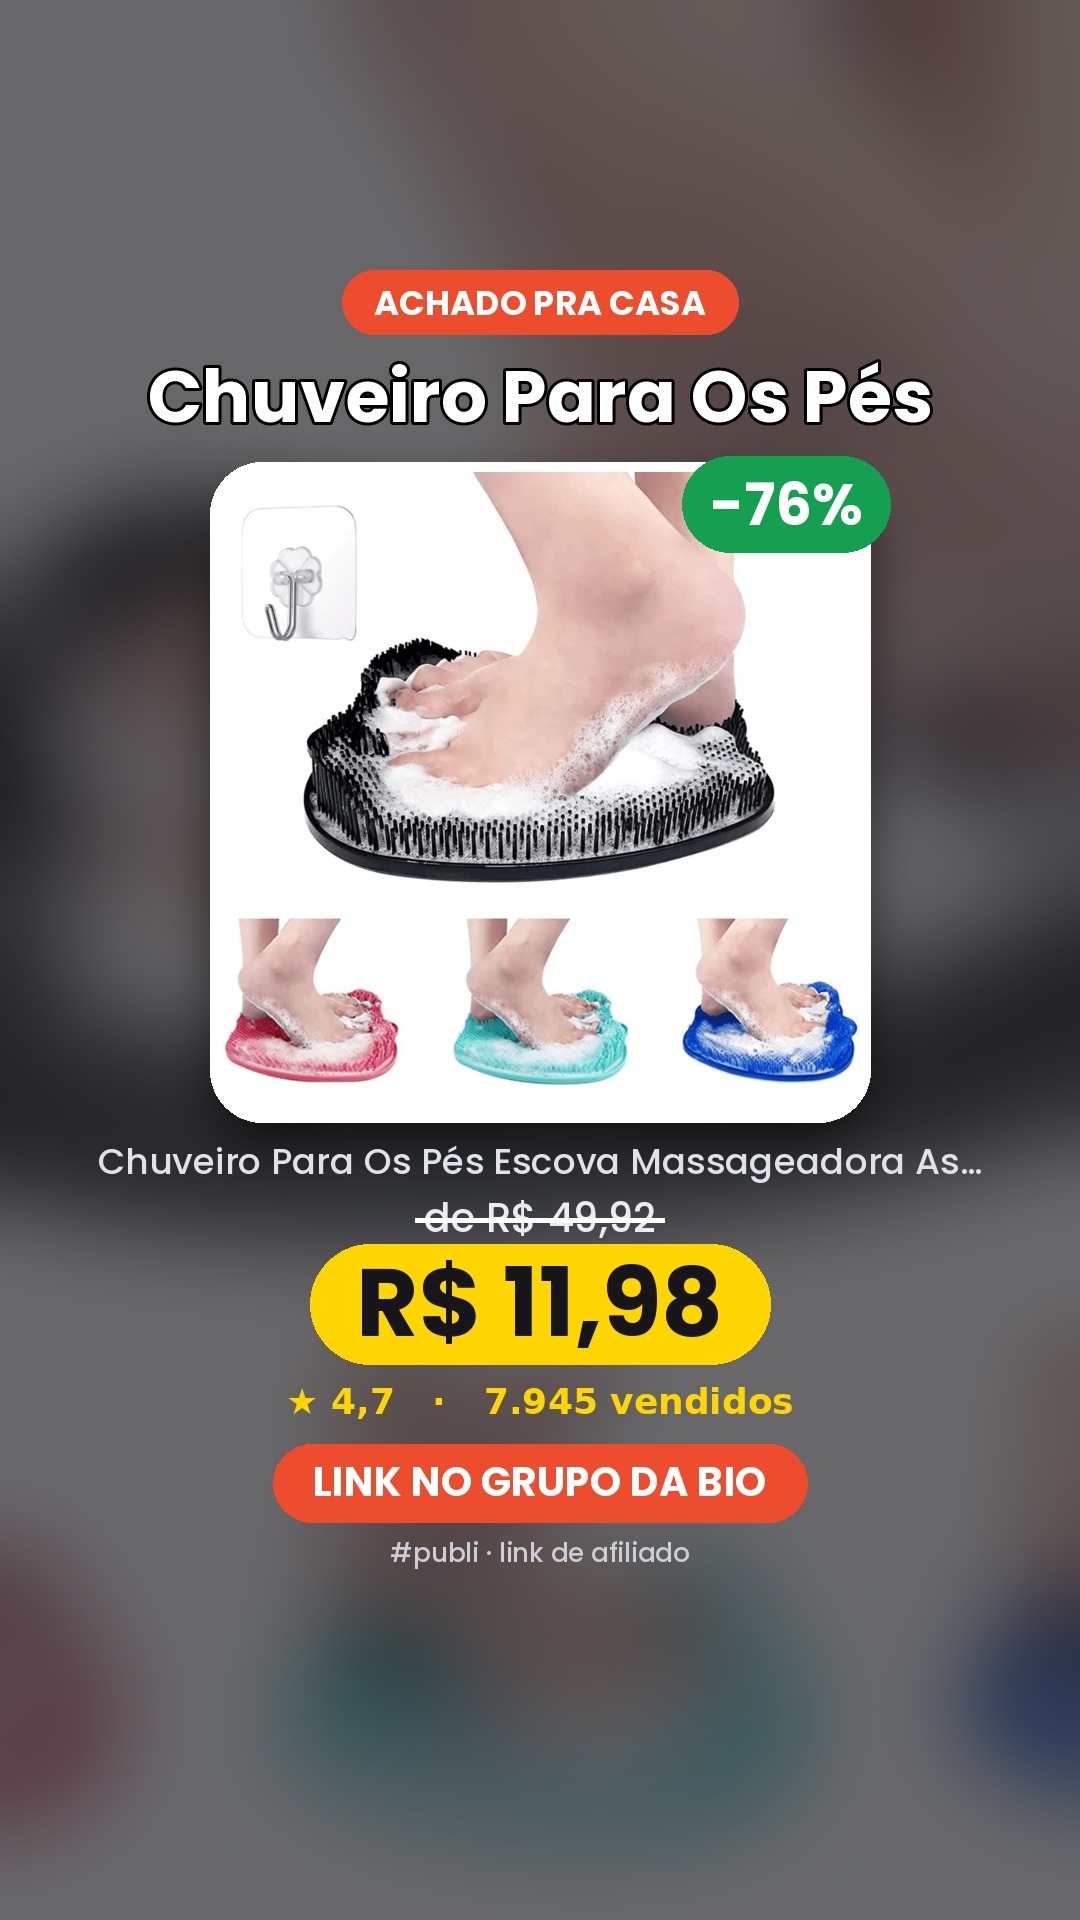 ACHADO PRA CASA
Chuveiro Para Os Pés
-76%
Chuveiro Para Os Pés Escova Massageadora As...
de R$ 49,92
R$ 11,98
★ 4,7 · 7.945 vendidos
LINK NO GRUPO DA BIO
#publi · link de afiliado